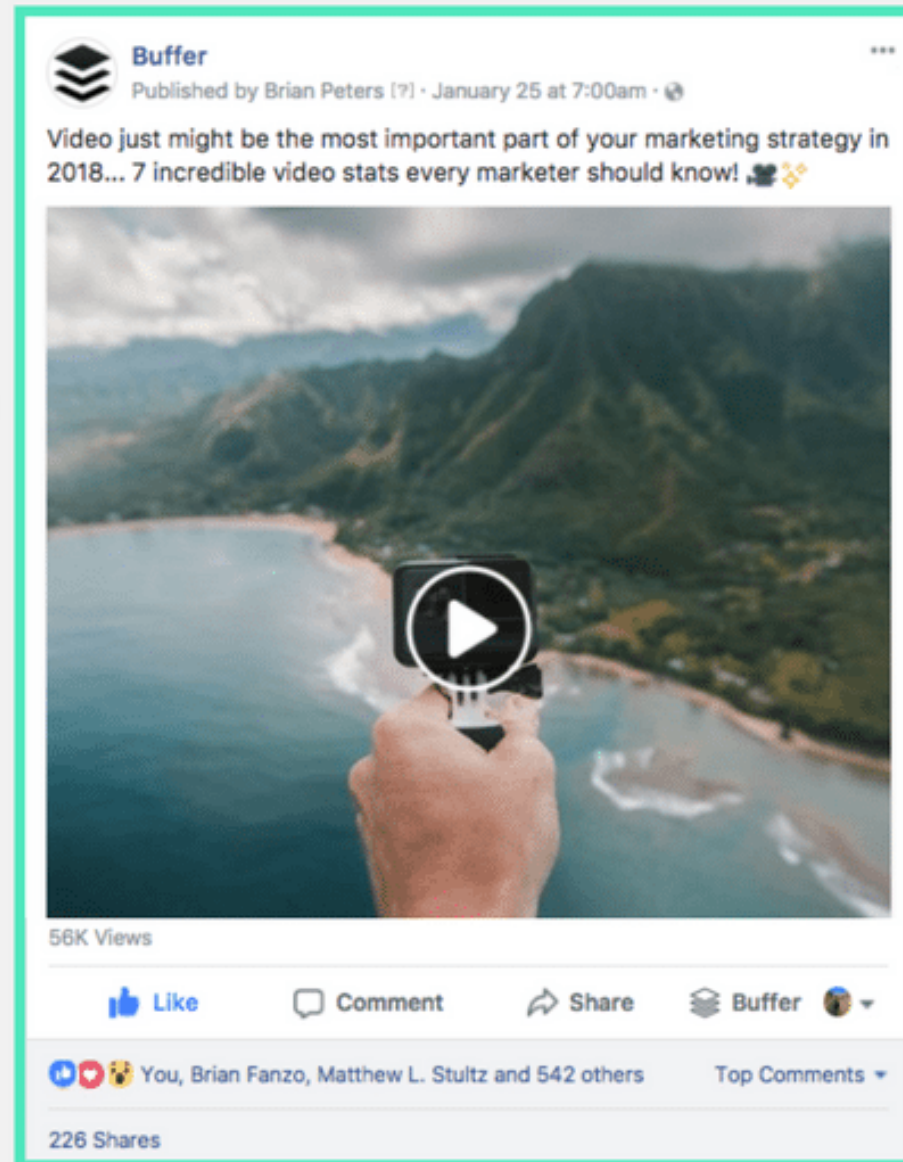 Buffer
Published by Brian Peters [?] · January 25 at 7:00am ·
Video just might be the most important part of your marketing strategy in
2018... 7 incredible video stats every marketer should know! 🎥✨
56K Views
Like Comment Share Buffer
You, Brian Fanzo, Matthew L. Stultz and 542 others Top Comments
226 Shares